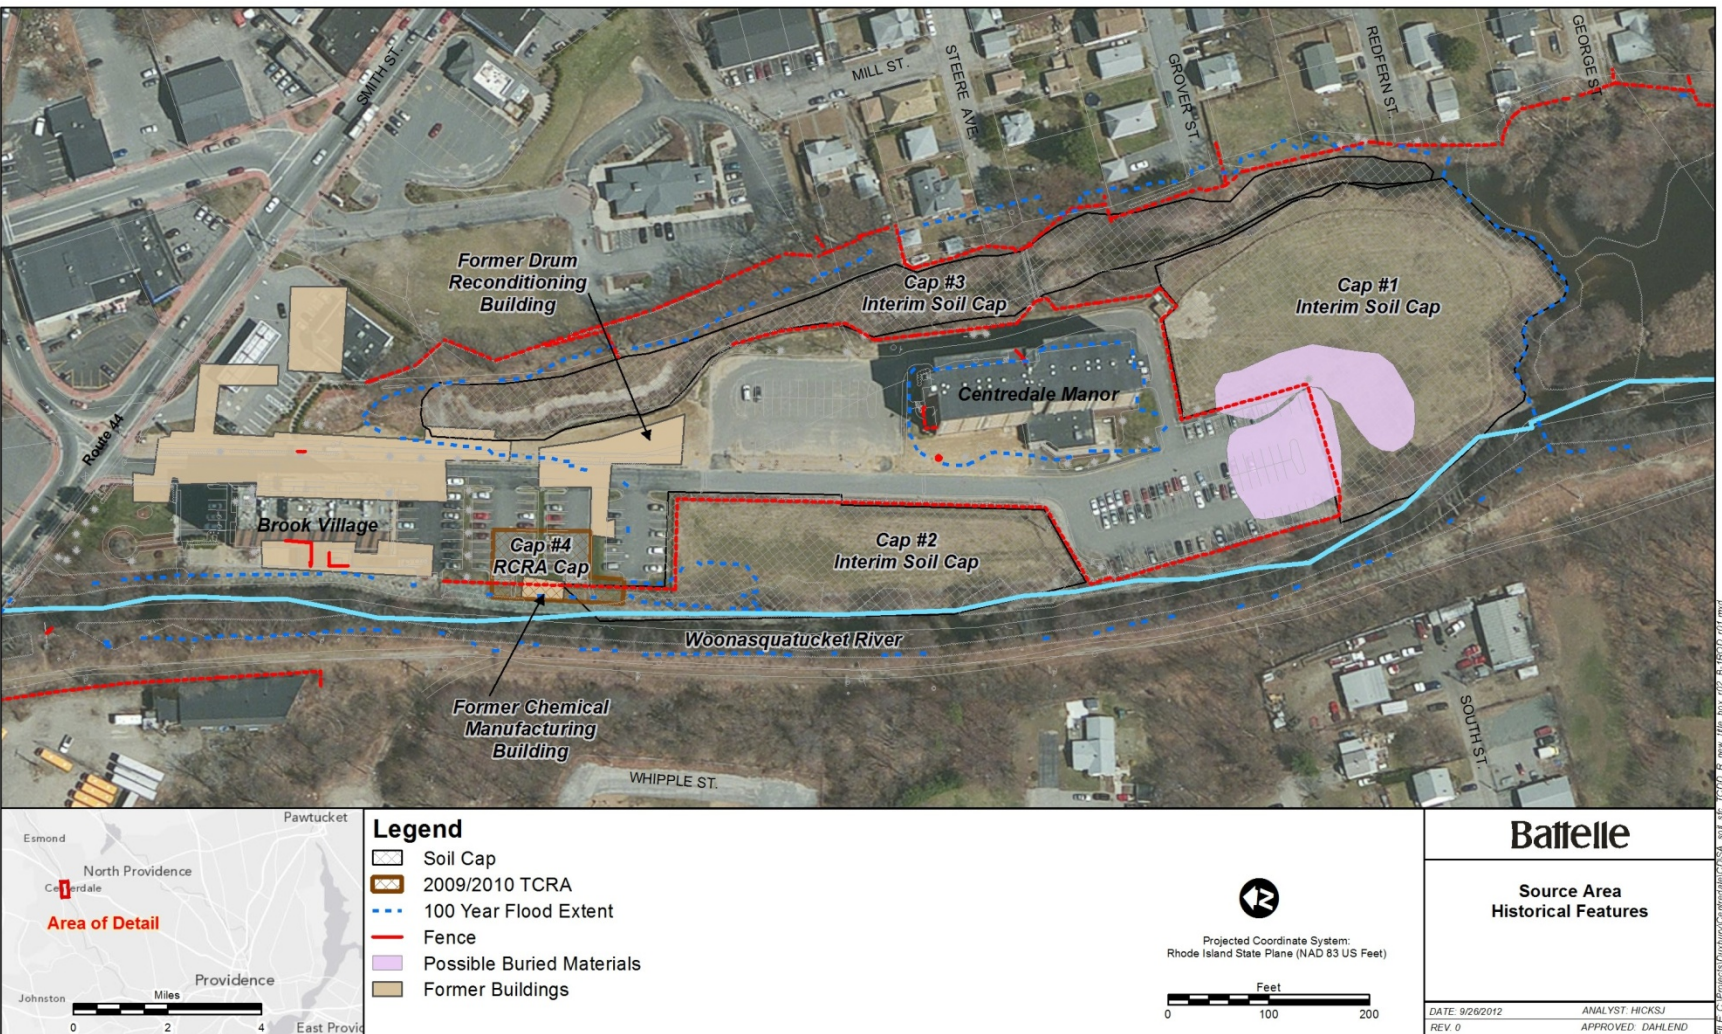 SMITH ST.
MILL ST.
STEERE AVE.
GROVER ST
REDFERN ST.
GEORGE ST
Former Drum
Reconditioning
Building
Cap #3
Interim Soil Cap
Cap #1
Interim Soil Cap
Centredale Manor
Route 44
Brook Village
Cap #4
RCRA Cap
Cap #2
Interim Soil Cap
Woonasquatucket River
Former Chemical
Manufacturing
Building
WHIPPLE ST.
SOUTH ST.
Pawtucket
Esmond
North Providence
Area of Detail
Providence
Johnston
Miles
0 2 4
Legend
Soil Cap
2009/2010 TCRA
100 Year Flood Extent
Fence
Possible Buried Materials
Former Buildings
N
Projected Coordinate System:
Rhode Island State Plane (NAD 83 US Feet)
Feet
0 100 200
Battelle
Source Area
Historical Features
DATE: 9/26/2012 ANALYST: HICKSJ
REV. 0 APPROVED: DAHLEND